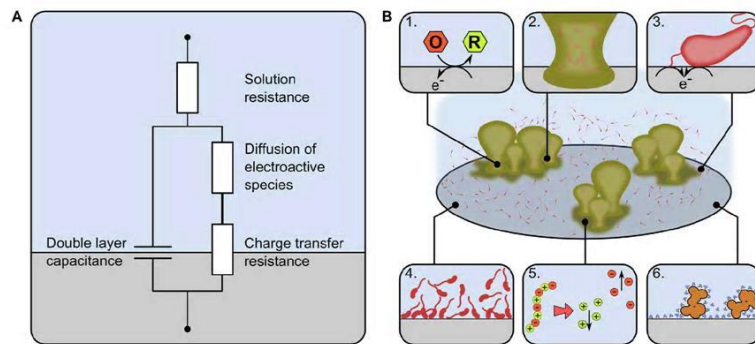 A
Solution
resistance
Diffusion of
electroactive
species
Double layer
capacitance
Charge transfer
resistance
B
1.
O R
e-
2.
3.
e-
4.
5.
6.